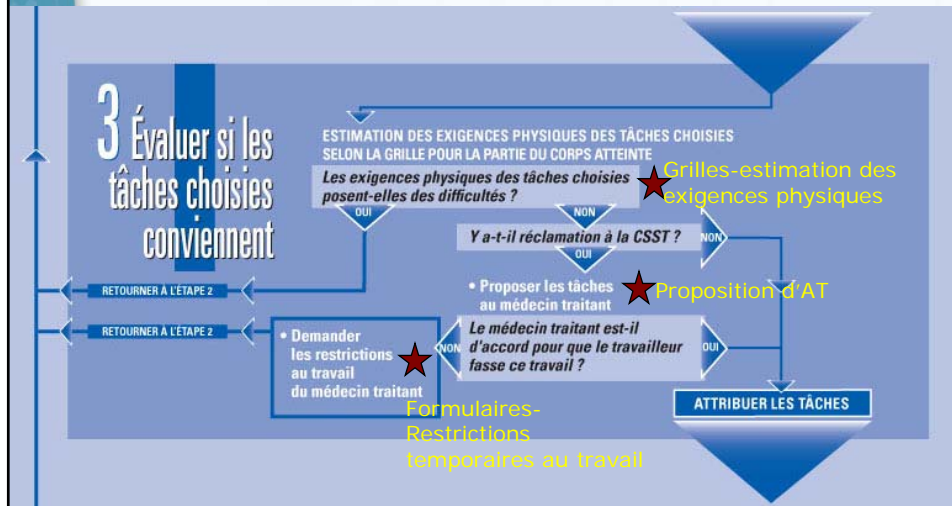 3 Évaluer si les
tâches choisies
conviennent
ESTIMATION DES EXIGENCES PHYSIQUES DES TÂCHES CHOISIES
SELON LA GRILLE POUR LA PARTIE DU CORPS ATTEINTE
Les exigences physiques des tâches choisies
posent-elles des difficultés ?
Grilles-estimation des
exigences physiques
OUI
NON
Y a-t-il réclamation à la CSST ?
NON
OUI
RETOURNER À L'ÉTAPE 2
• Proposer les tâches
au médecin traitant
Proposition d'AT
RETOURNER À L'ÉTAPE 2
• Demander
les restrictions
au travail
du médecin traitant
NON
Le médecin traitant est-il
d'accord pour que le travailleur
fasse ce travail ?
OUI
Formulaires-
Restrictions
temporaires au travail
ATTRIBUER LES TÂCHES